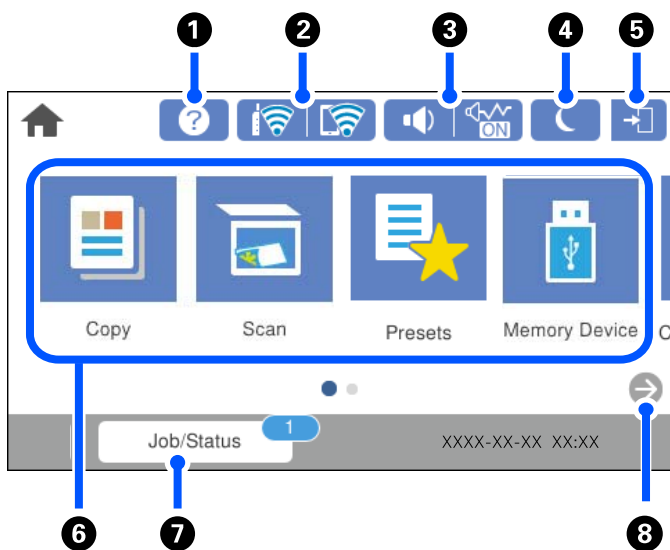 1 2 3 4 5
?
ON
Copy Scan Presets Memory Device C
Job/Status 1 XXXX-XX-XX XX:XX
6 7 8